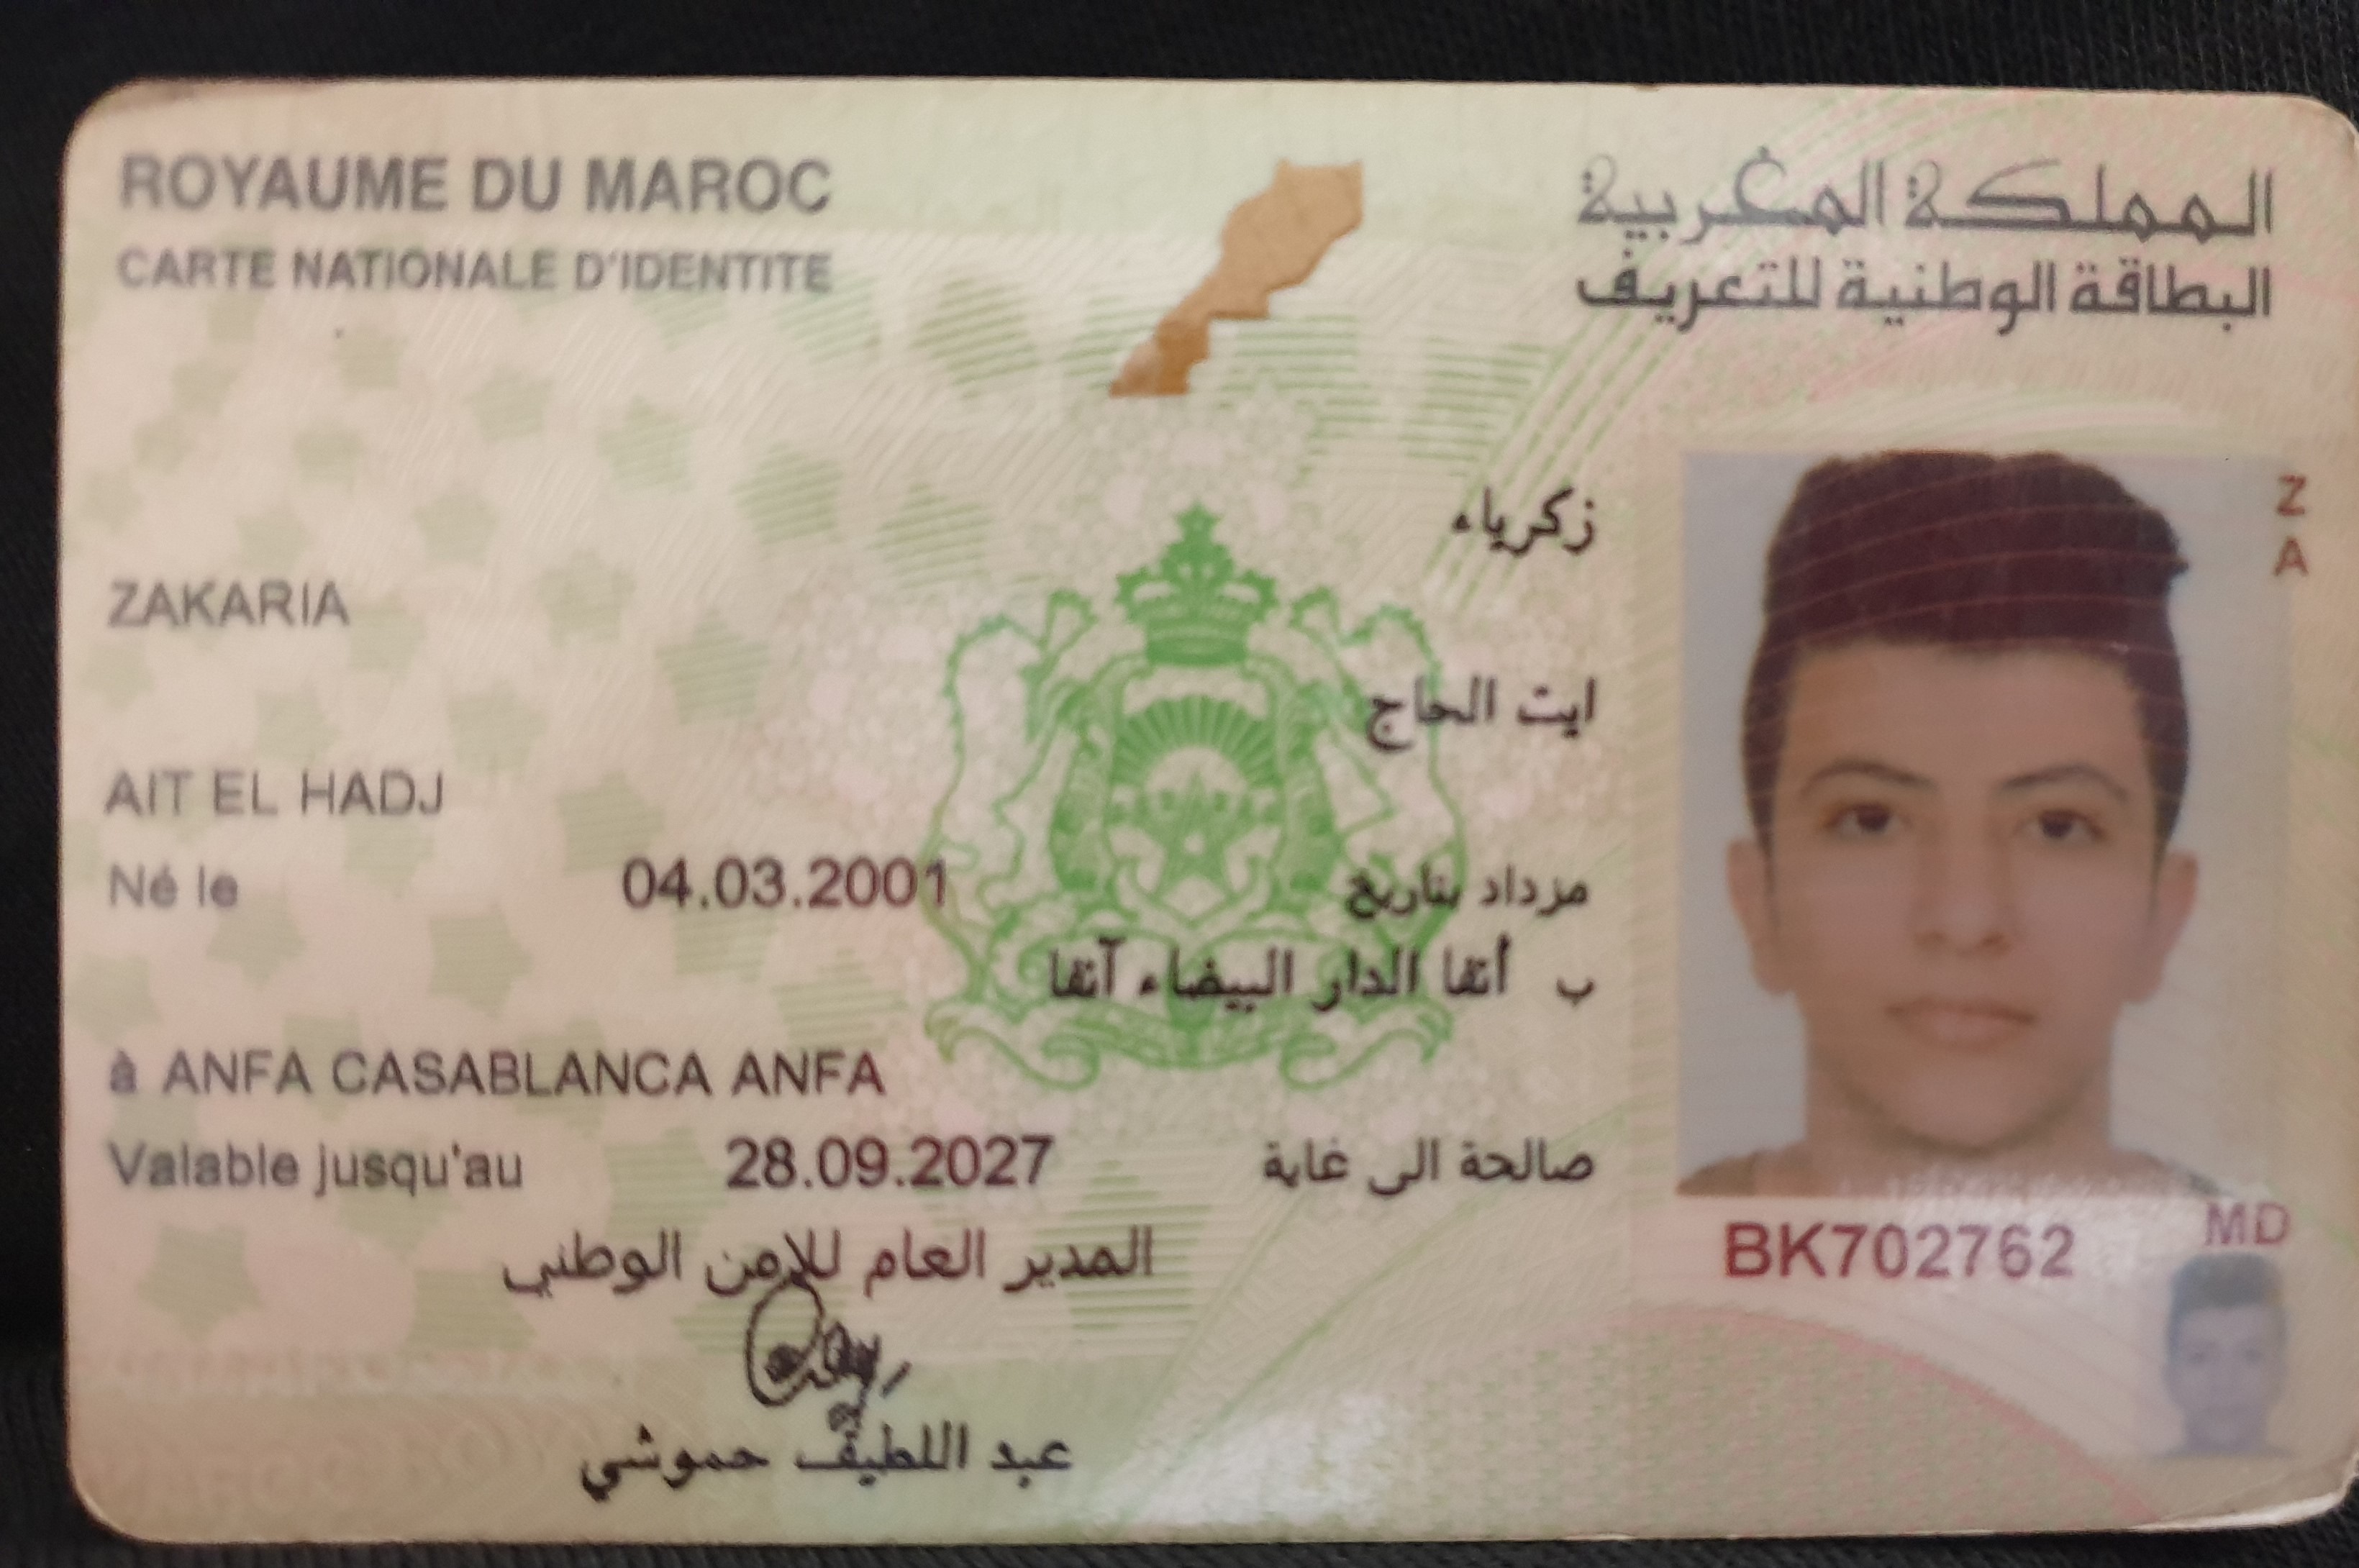 ROYAUME DU MAROC
المملكة المغربية
CARTE NATIONALE D'IDENTITE
البطاقة الوطنية للتعريف
زكرياء
Z
A
ZAKARIA
ايت الحاج
AIT EL HADJ
Né le 04.03.2001 مزداد بتاريخ
ب أنفا الدار البيضاء آنفا
à ANFA CASABLANCA ANFA
Valable jusqu'au 28.09.2027 صالحة الى غاية
BK702762
MD
المدير العام للامن الوطني
عبد اللطيف حموشي